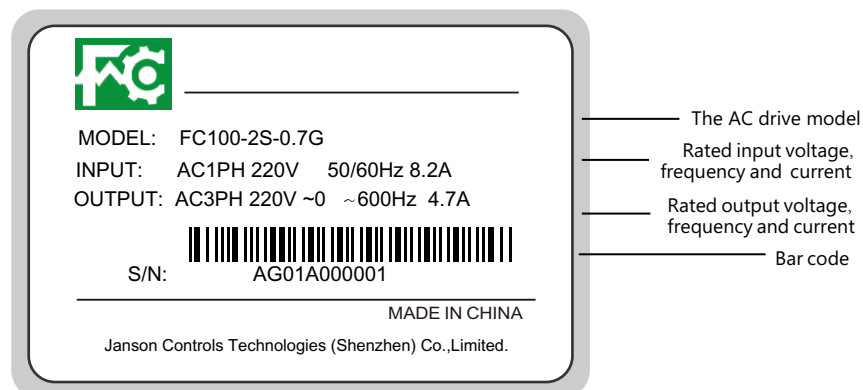 FC
MODEL: FC100-2S-0.7G
INPUT: AC1PH 220V 50/60Hz 8.2A
OUTPUT: AC3PH 220V ~0 ~600Hz 4.7A
S/N: AG01A000001
MADE IN CHINA
Janson Controls Technologies (Shenzhen) Co.,Limited.
The AC drive model
Rated input voltage,
frequency and current
Rated output voltage,
frequency and current
Bar code